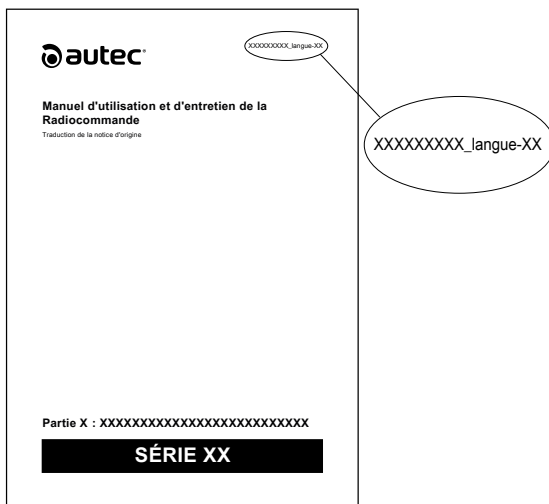 autec
XXXXXXXXX_langue-XX
Manuel d'utilisation et d'entretien de la
Radiocommande
Traduction de la notice d'origine
XXXXXXXXX_langue-XX
Partie X : XXXXXXXXXXXXXXXXXXXXXXXXXX
SÉRIE XX